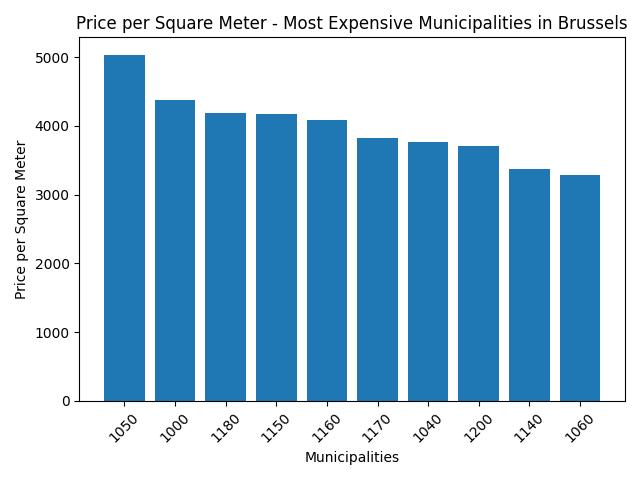 Price per Square Meter - Most Expensive Municipalities in Brussels
Price per Square Meter
5000
4000
3000
2000
1000
0
1050 1000 1180 1150 1160 1170 1040 1200 1140 1060
Municipalities